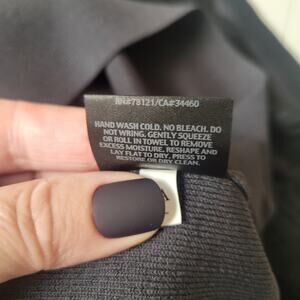 RN#78121/CA#34460
HAND WASH COLD. NO BLEACH. DO
NOT WRING. GENTLY SQUEEZE
OR ROLL IN TOWEL TO REMOVE
EXCESS MOISTURE. RESHAPE AND
LAY FLAT TO DRY. PRESS TO
RESTORE OR DRY CLEAN.